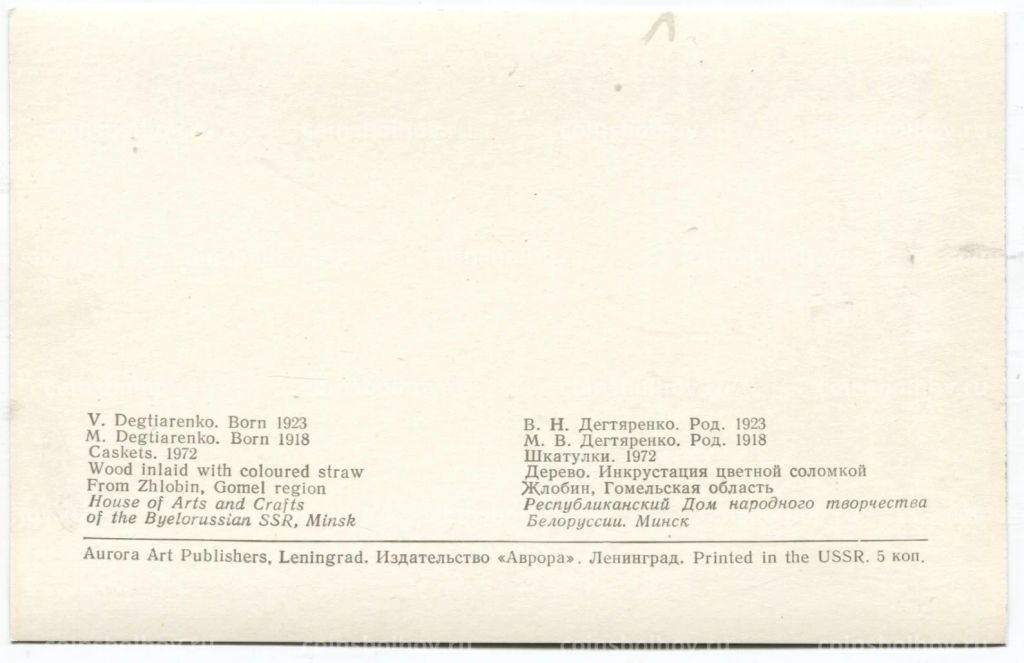 V. Degtiarenko. Born 1923
M. Degtiarenko. Born 1918
Caskets. 1972
Wood inlaid with coloured straw
From Zhlobin, Gomel region
House of Arts and Crafts
of the Byelorussian SSR, Minsk
В. Н. Дегтяренко. Род. 1923
М. В. Дегтяренко. Род. 1918
Шкатулки. 1972
Дерево. Инкрустация цветной соломкой
Жлобин, Гомельская область
Республиканский Дом народного творчества
Белоруссии. Минск
Aurora Art Publishers, Leningrad. Издательство «Аврора». Ленинград. Printed in the USSR. 5 коп.